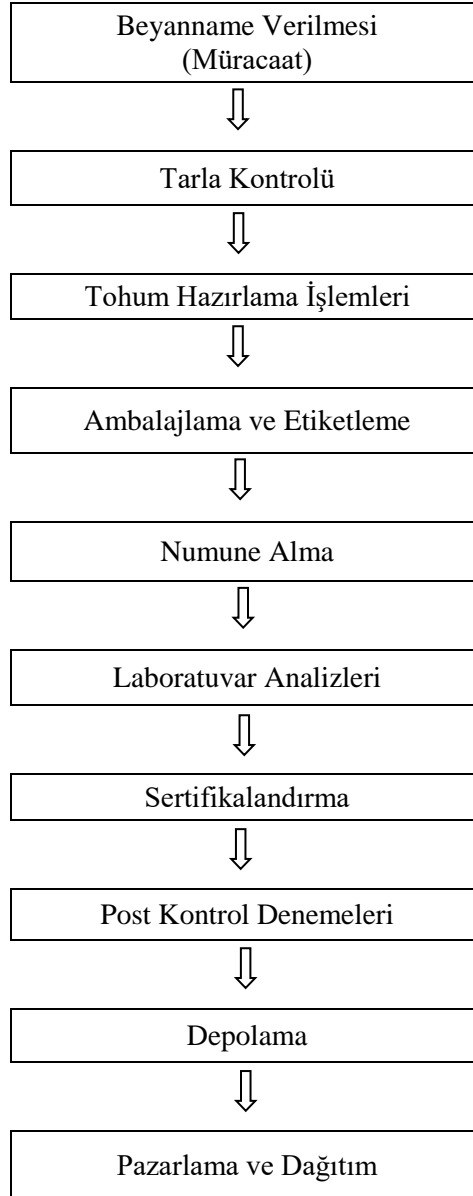 Beyanname Verilmesi
(Müracaat)
Tarla Kontrolü
Tohum Hazırlama İşlemleri
Ambalajlama ve Etiketleme
Numune Alma
Laboratuvar Analizleri
Sertifikalandırma
Post Kontrol Denemeleri
Depolama
Pazarlama ve Dağıtım